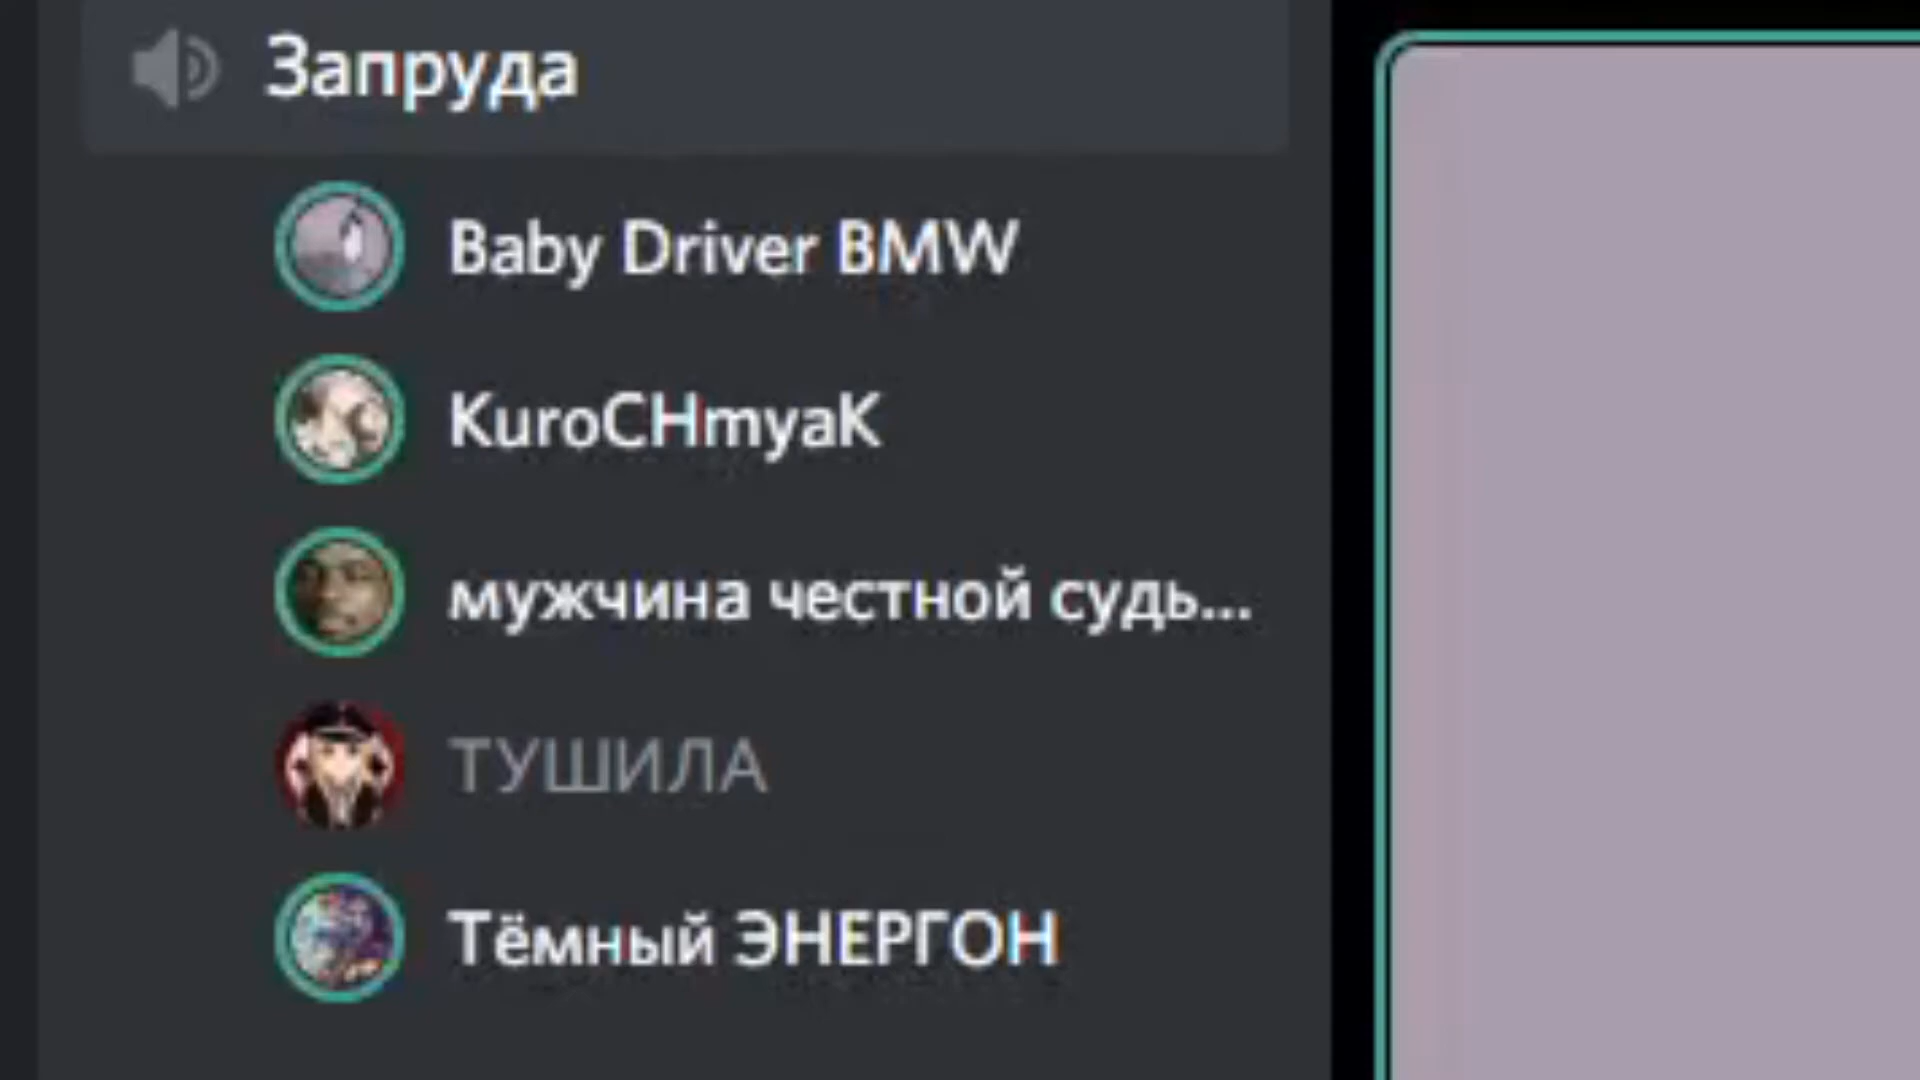 Запруда
Baby Driver BMW
KuroCHmyaK
мужчина честной судь...
ТУШИЛА
Тёмный ЭНЕРГОН